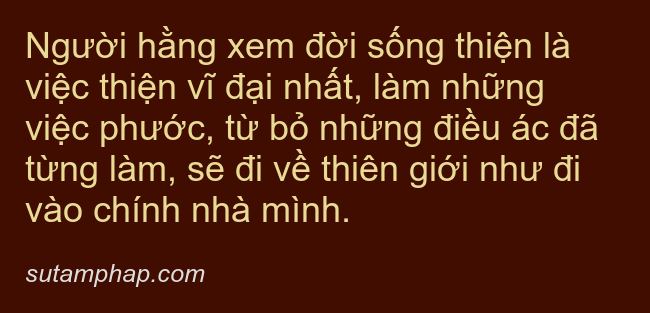 Người hằng xem đời sống thiện là
việc thiện vĩ đại nhất, làm những
việc phước, từ bỏ những điều ác đã
từng làm, sẽ đi về thiên giới như đi
vào chính nhà mình.
sutamphap.com